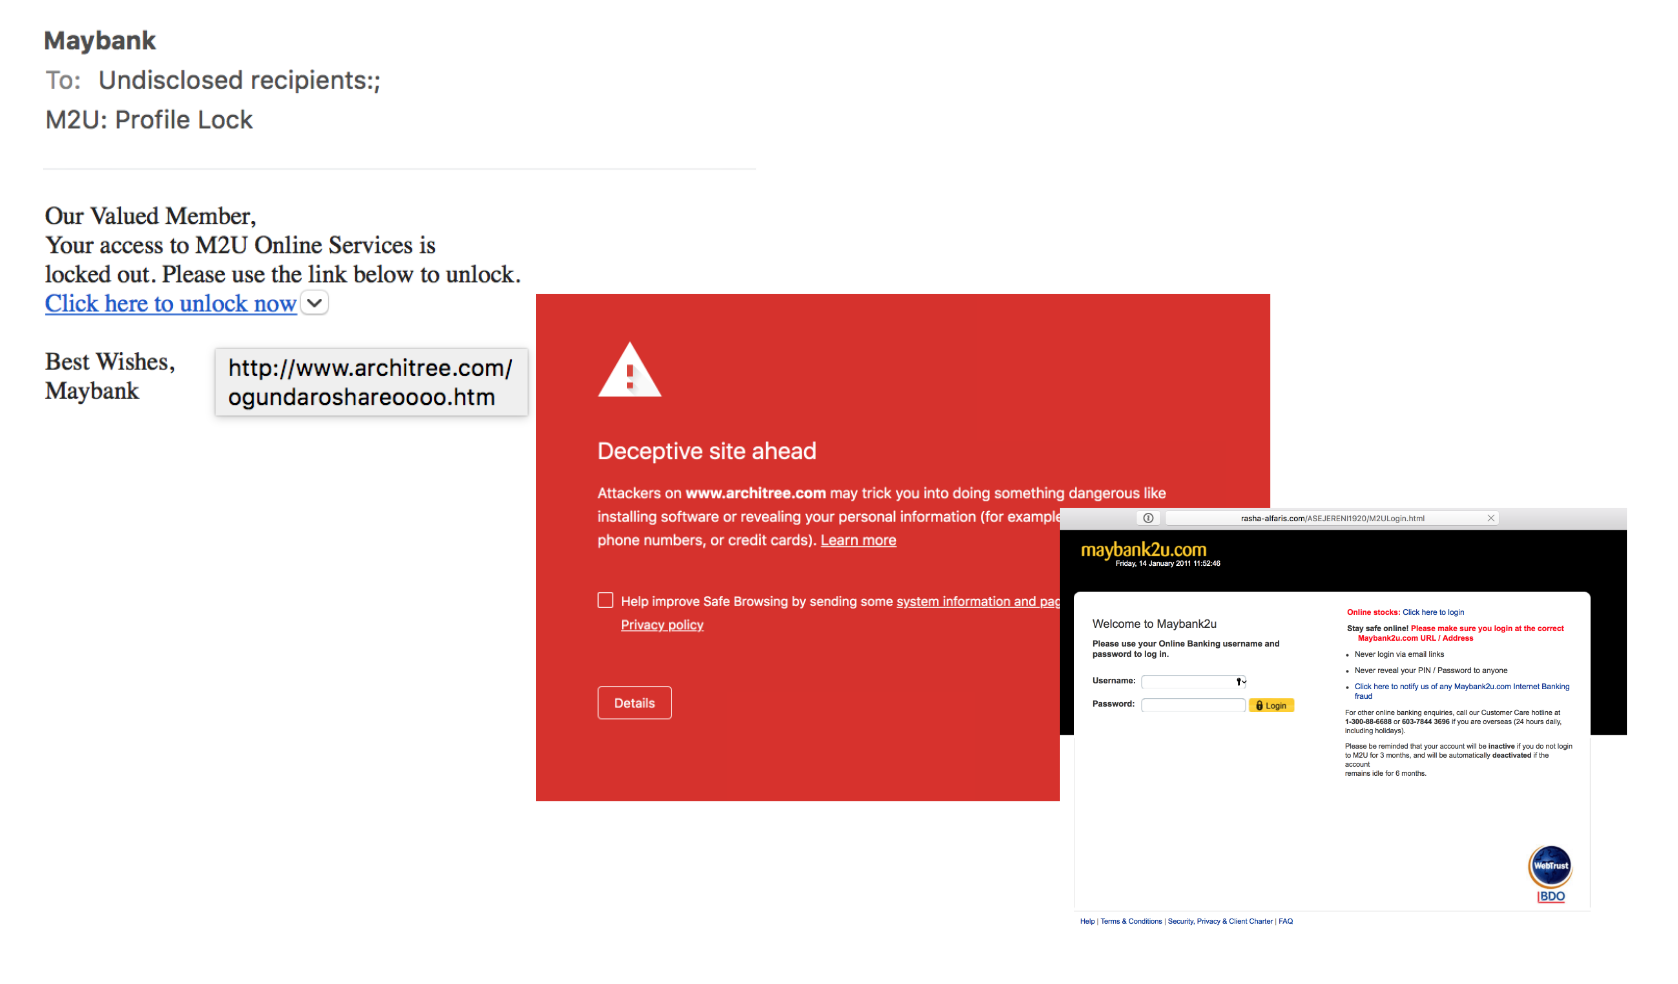 Maybank
To: Undisclosed recipients:;
M2U: Profile Lock
Our Valued Member,
Your access to M2U Online Services is
locked out. Please use the link below to unlock.
Click here to unlock now
Best Wishes,
Maybank
http://www.architree.com/
ogundaroshareoooo.htm
Deceptive site ahead
Attackers on www.architree.com may trick you into doing something dangerous like
installing software or revealing your personal information (for example
phone numbers, or credit cards). Learn more
Help improve Safe Browsing by sending some system information and pag
Privacy policy
Details
rasha-alfaris.com/ASEJERENI1920/M2ULogin.html
maybank2u.com
Friday, 14 January 2011 11:52:46
Welcome to Maybank2u
Please use your Online Banking username and
password to log in.
Username:
Password:
Login
Online stocks: Click here to login
Stay safe online! Please make sure you login at the correct
Maybank2u.com URL / Address
• Never login via email links
• Never reveal your PIN / Password to anyone
• Click here to notify us of any Maybank2u.com Internet Banking
fraud
For other online banking enquiries, call our Customer Care hotline at
1-300-88-6688 or 603-7844 3696 if you are overseas (24 hours daily,
including holidays).
Please be reminded that your account will be inactive if you do not login
to M2U for 3 months, and will be automatically deactivated if the
account
remains idle for 6 months.
WebTrust
BDO
Help | Terms & Conditions | Security, Privacy & Client Charter | FAQ